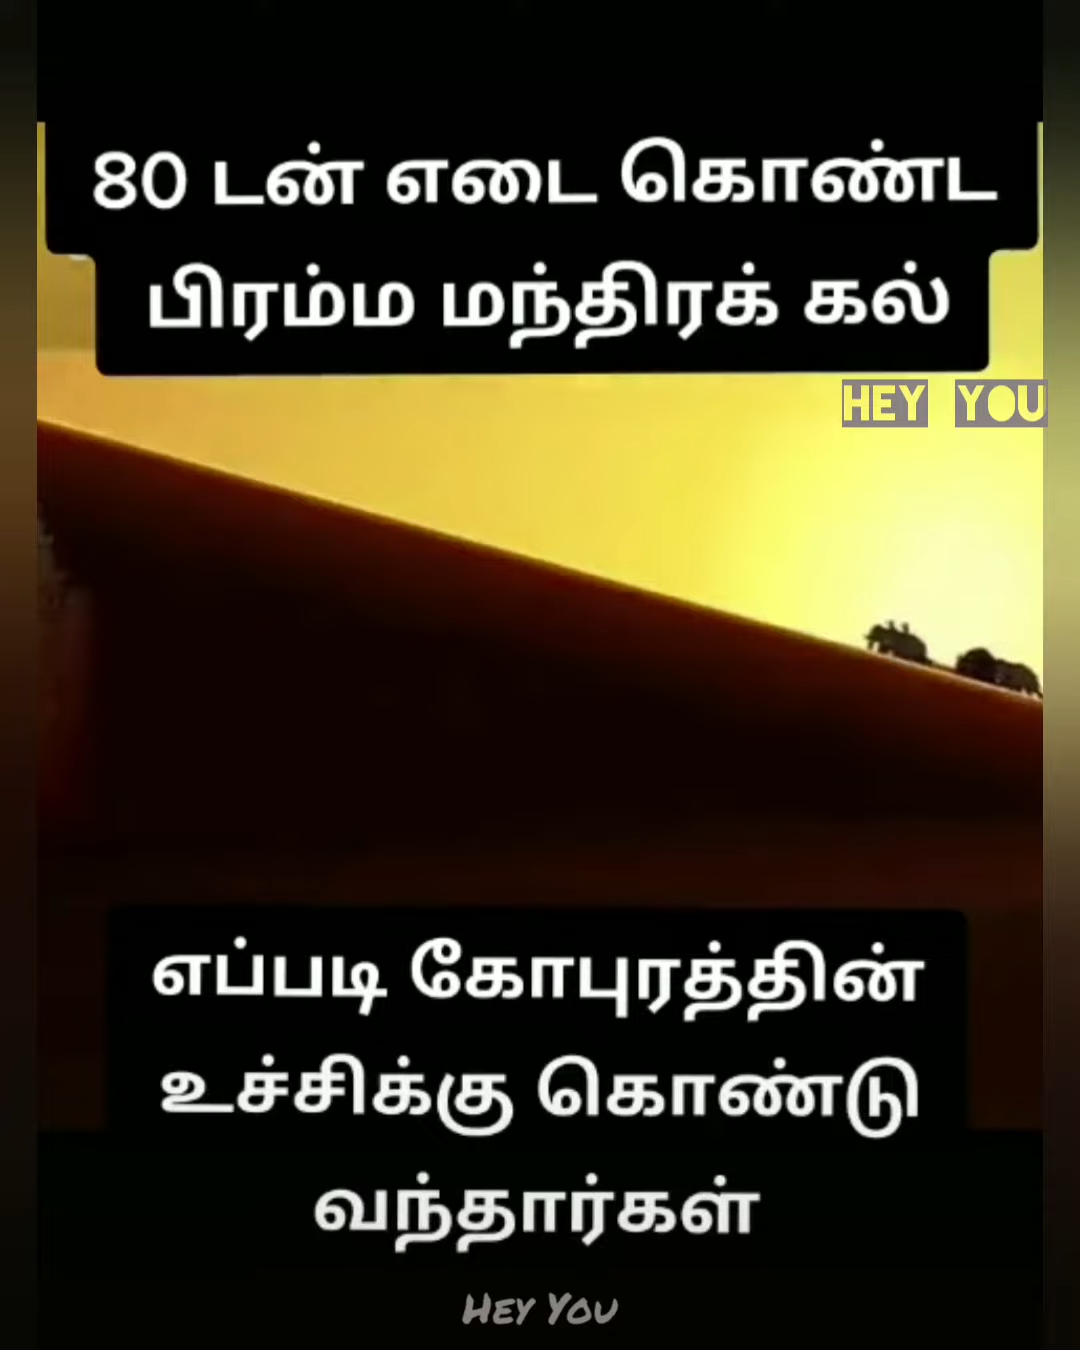 80 டன் எடை கொண்ட
பிரம்ம மந்திரக் கல்
HEY YOU
எப்படி கோபுரத்தின்
உச்சிக்கு கொண்டு
வந்தார்கள்
HEY YOU